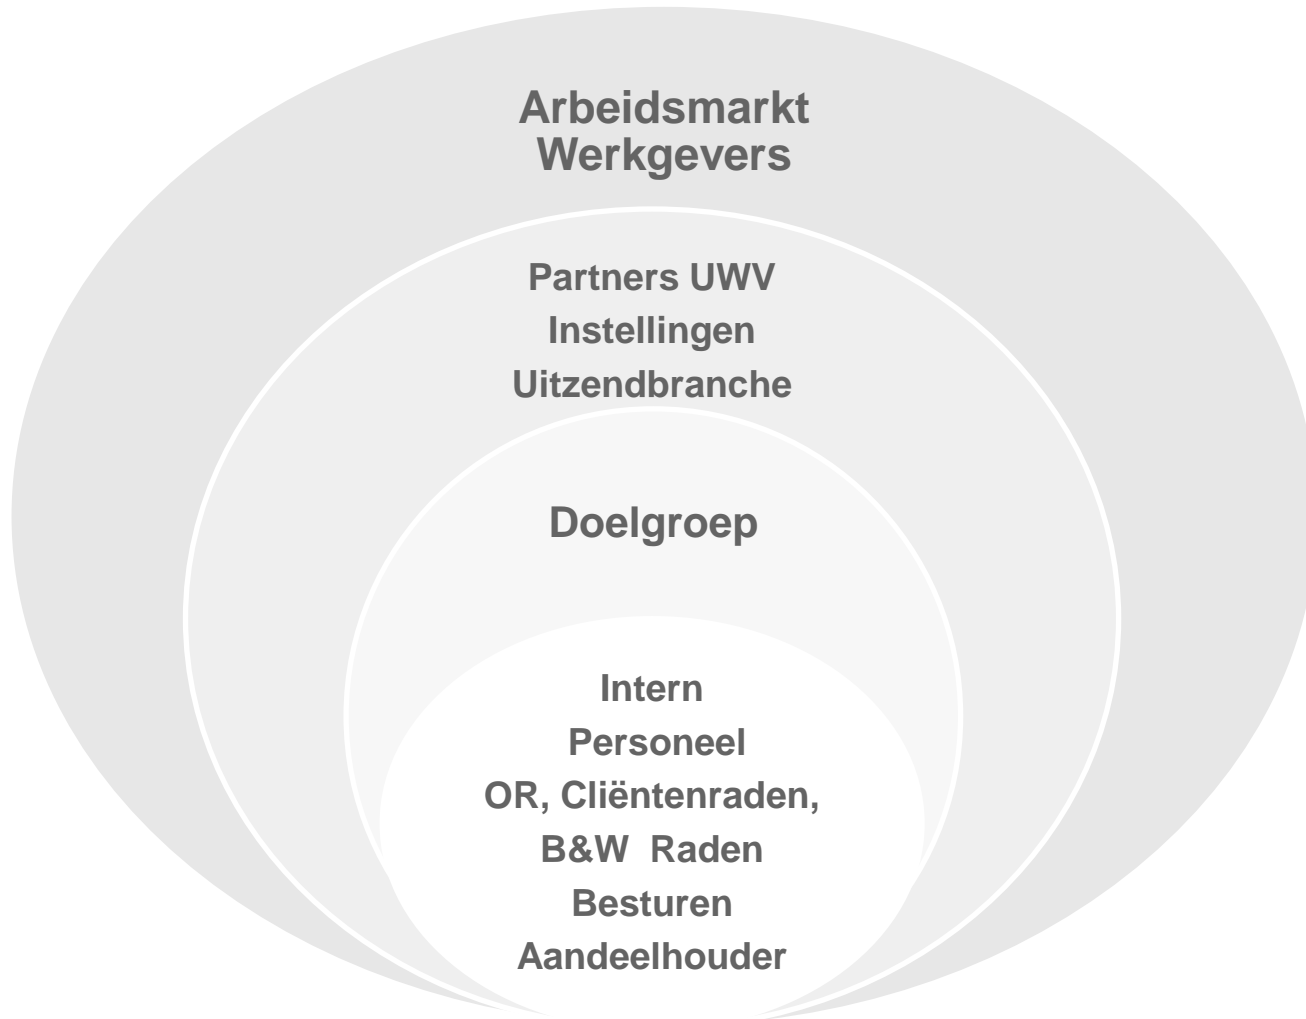 Arbeidsmarkt
Werkgevers
Partners UWV
Instellingen
Uitzendbranche
Doelgroep
Intern
Personeel
OR, Cliëntenraden,
B&W  Raden
Besturen
Aandeelhouder